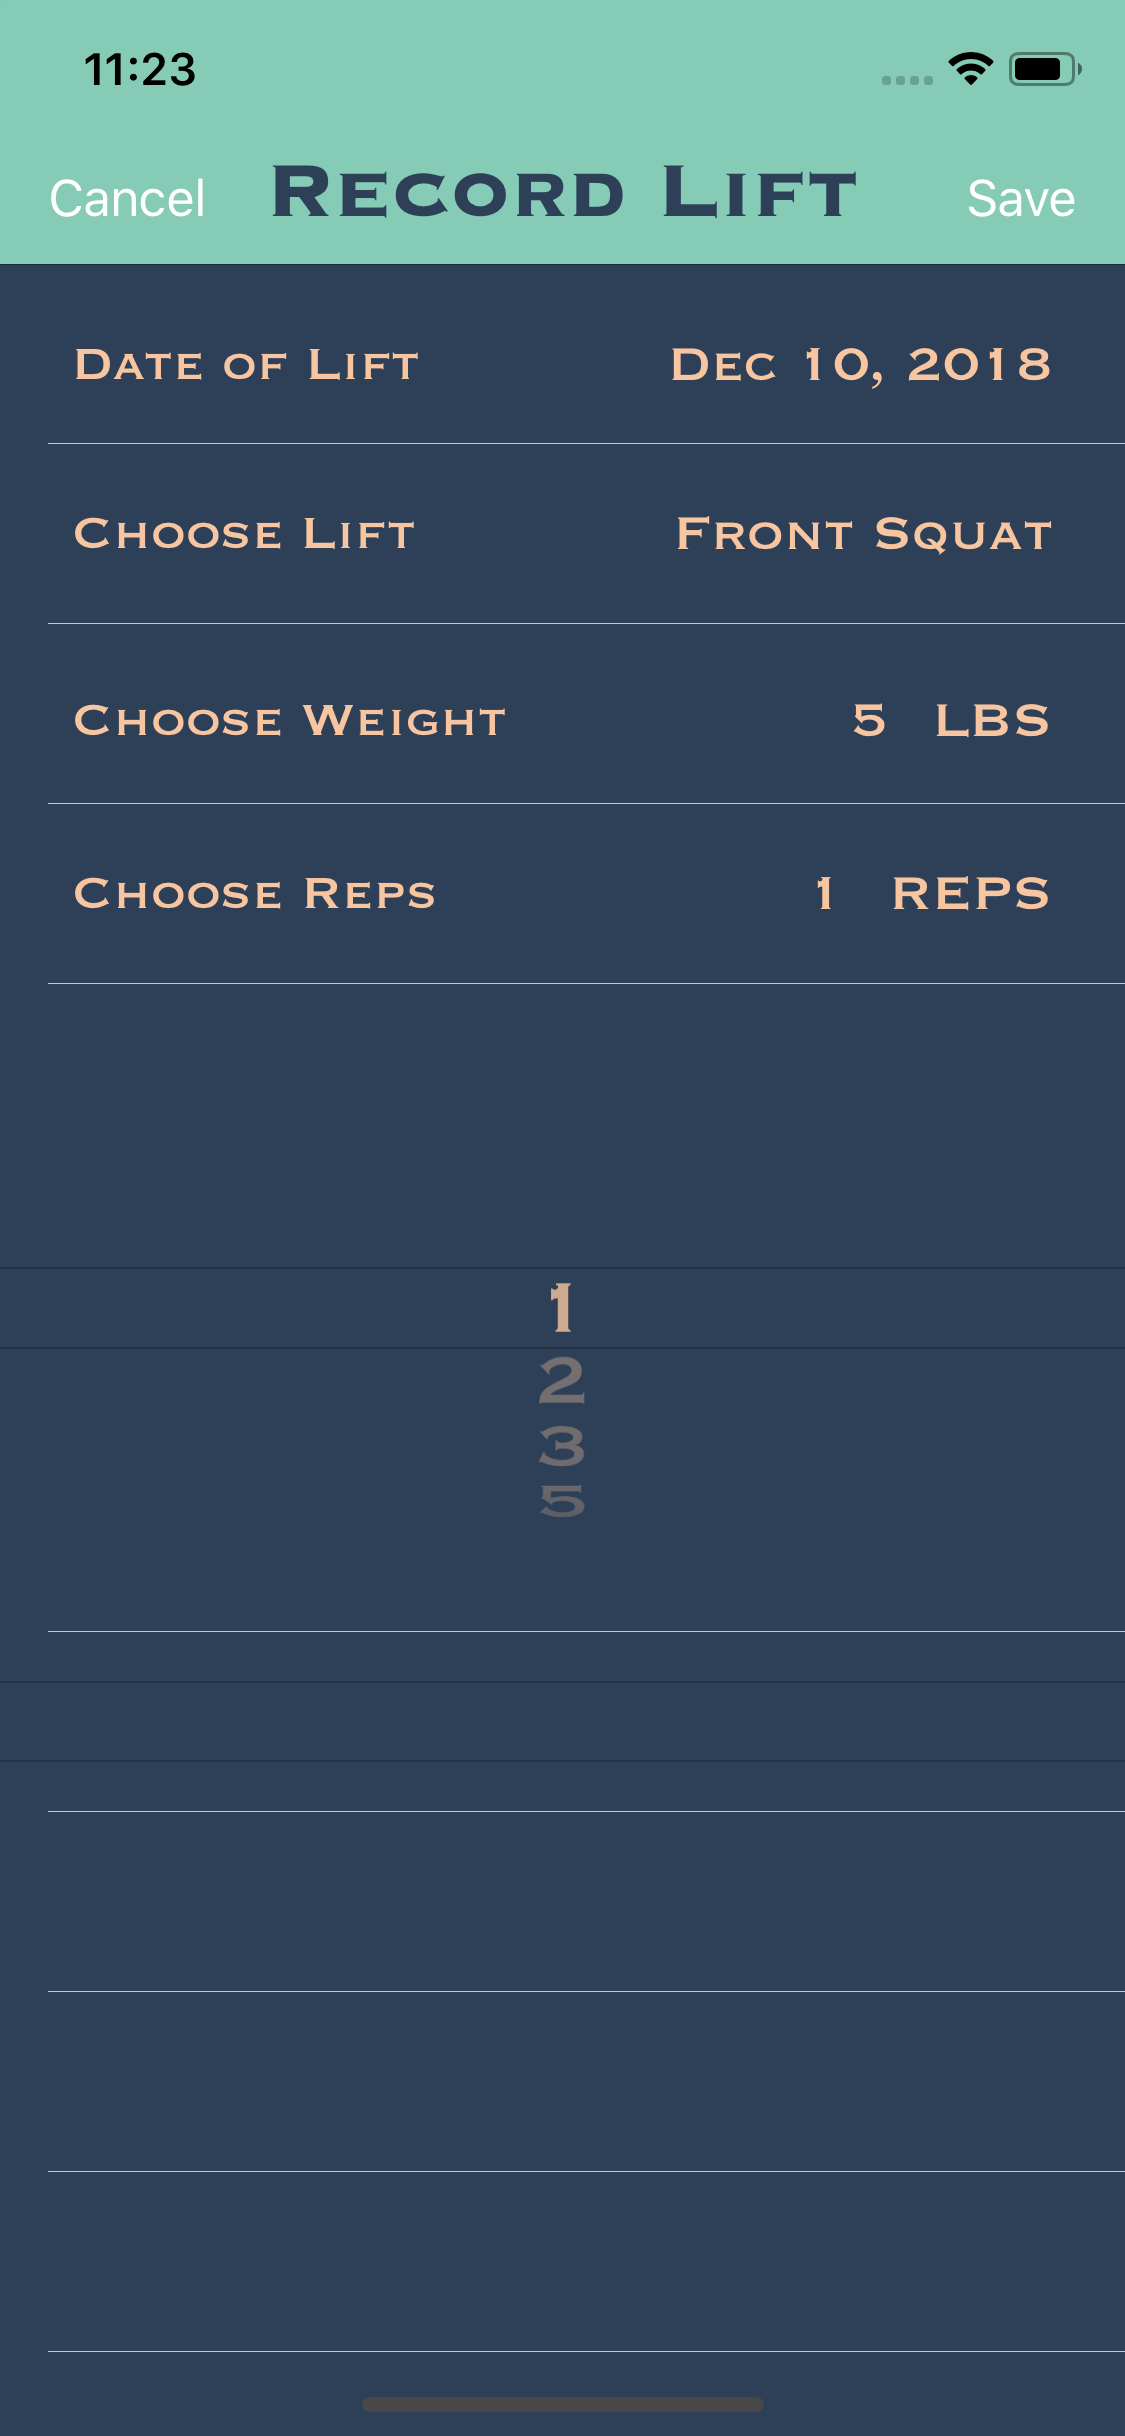 11:23
Cancel Record Lift Save
Date of Lift Dec 10, 2018
Choose Lift Front Squat
Choose Weight 5 LBS
Choose Reps 1 REPS
1
2
3
5